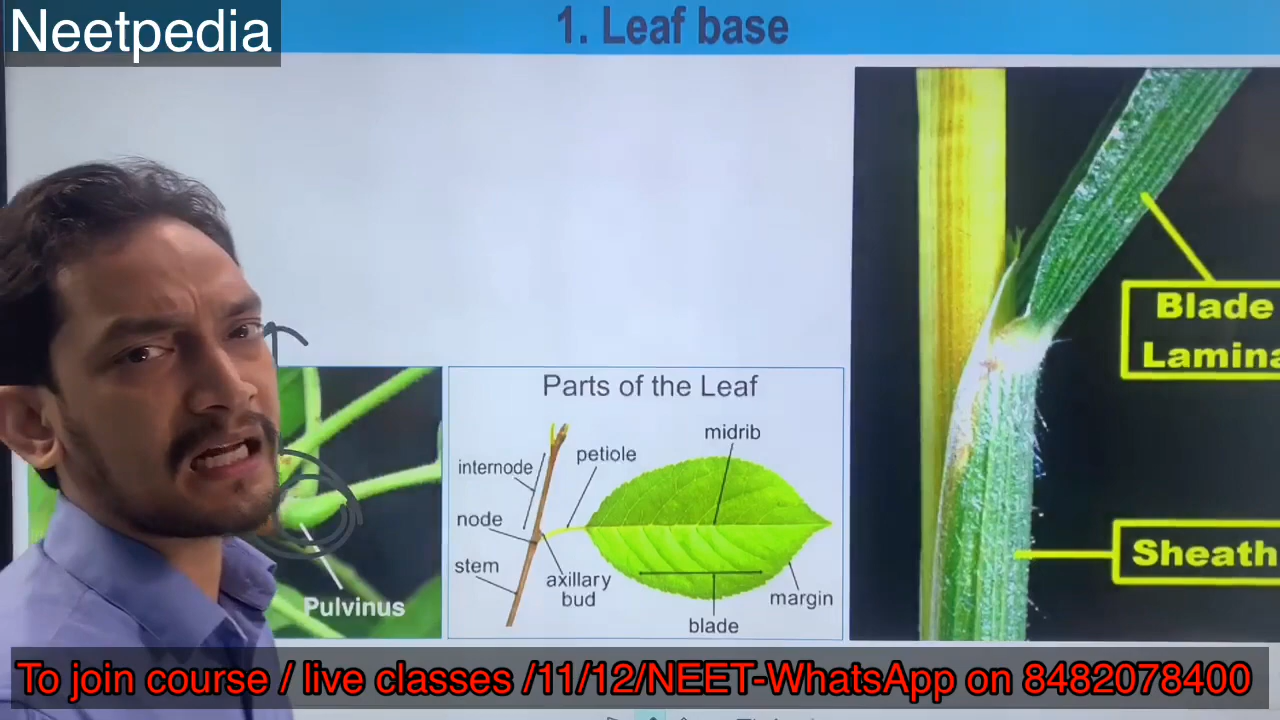 Neetpedia
1. Leaf base
Parts of the Leaf
midrib
petiole
internode
node
stem
axillary
bud
margin
blade
Pulvinus
Blade
Lamina
Sheath
To join course / live classes /11/12/NEET-WhatsApp on 8482078400